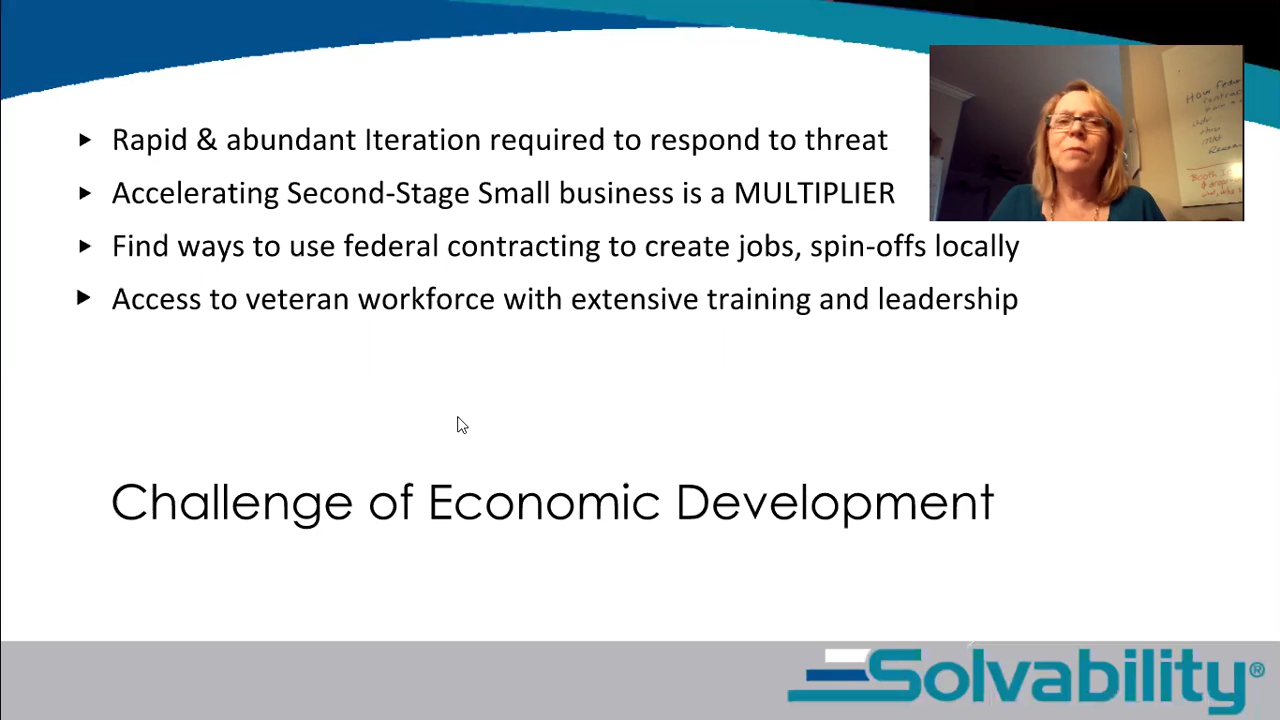 Rapid & abundant Iteration required to respond to threat
Accelerating Second-Stage Small business is a MULTIPLIER
Find ways to use federal contracting to create jobs, spin-offs locally
Access to veteran workforce with extensive training and leadership
How
Booth
Challenge of Economic Development
Solvability®